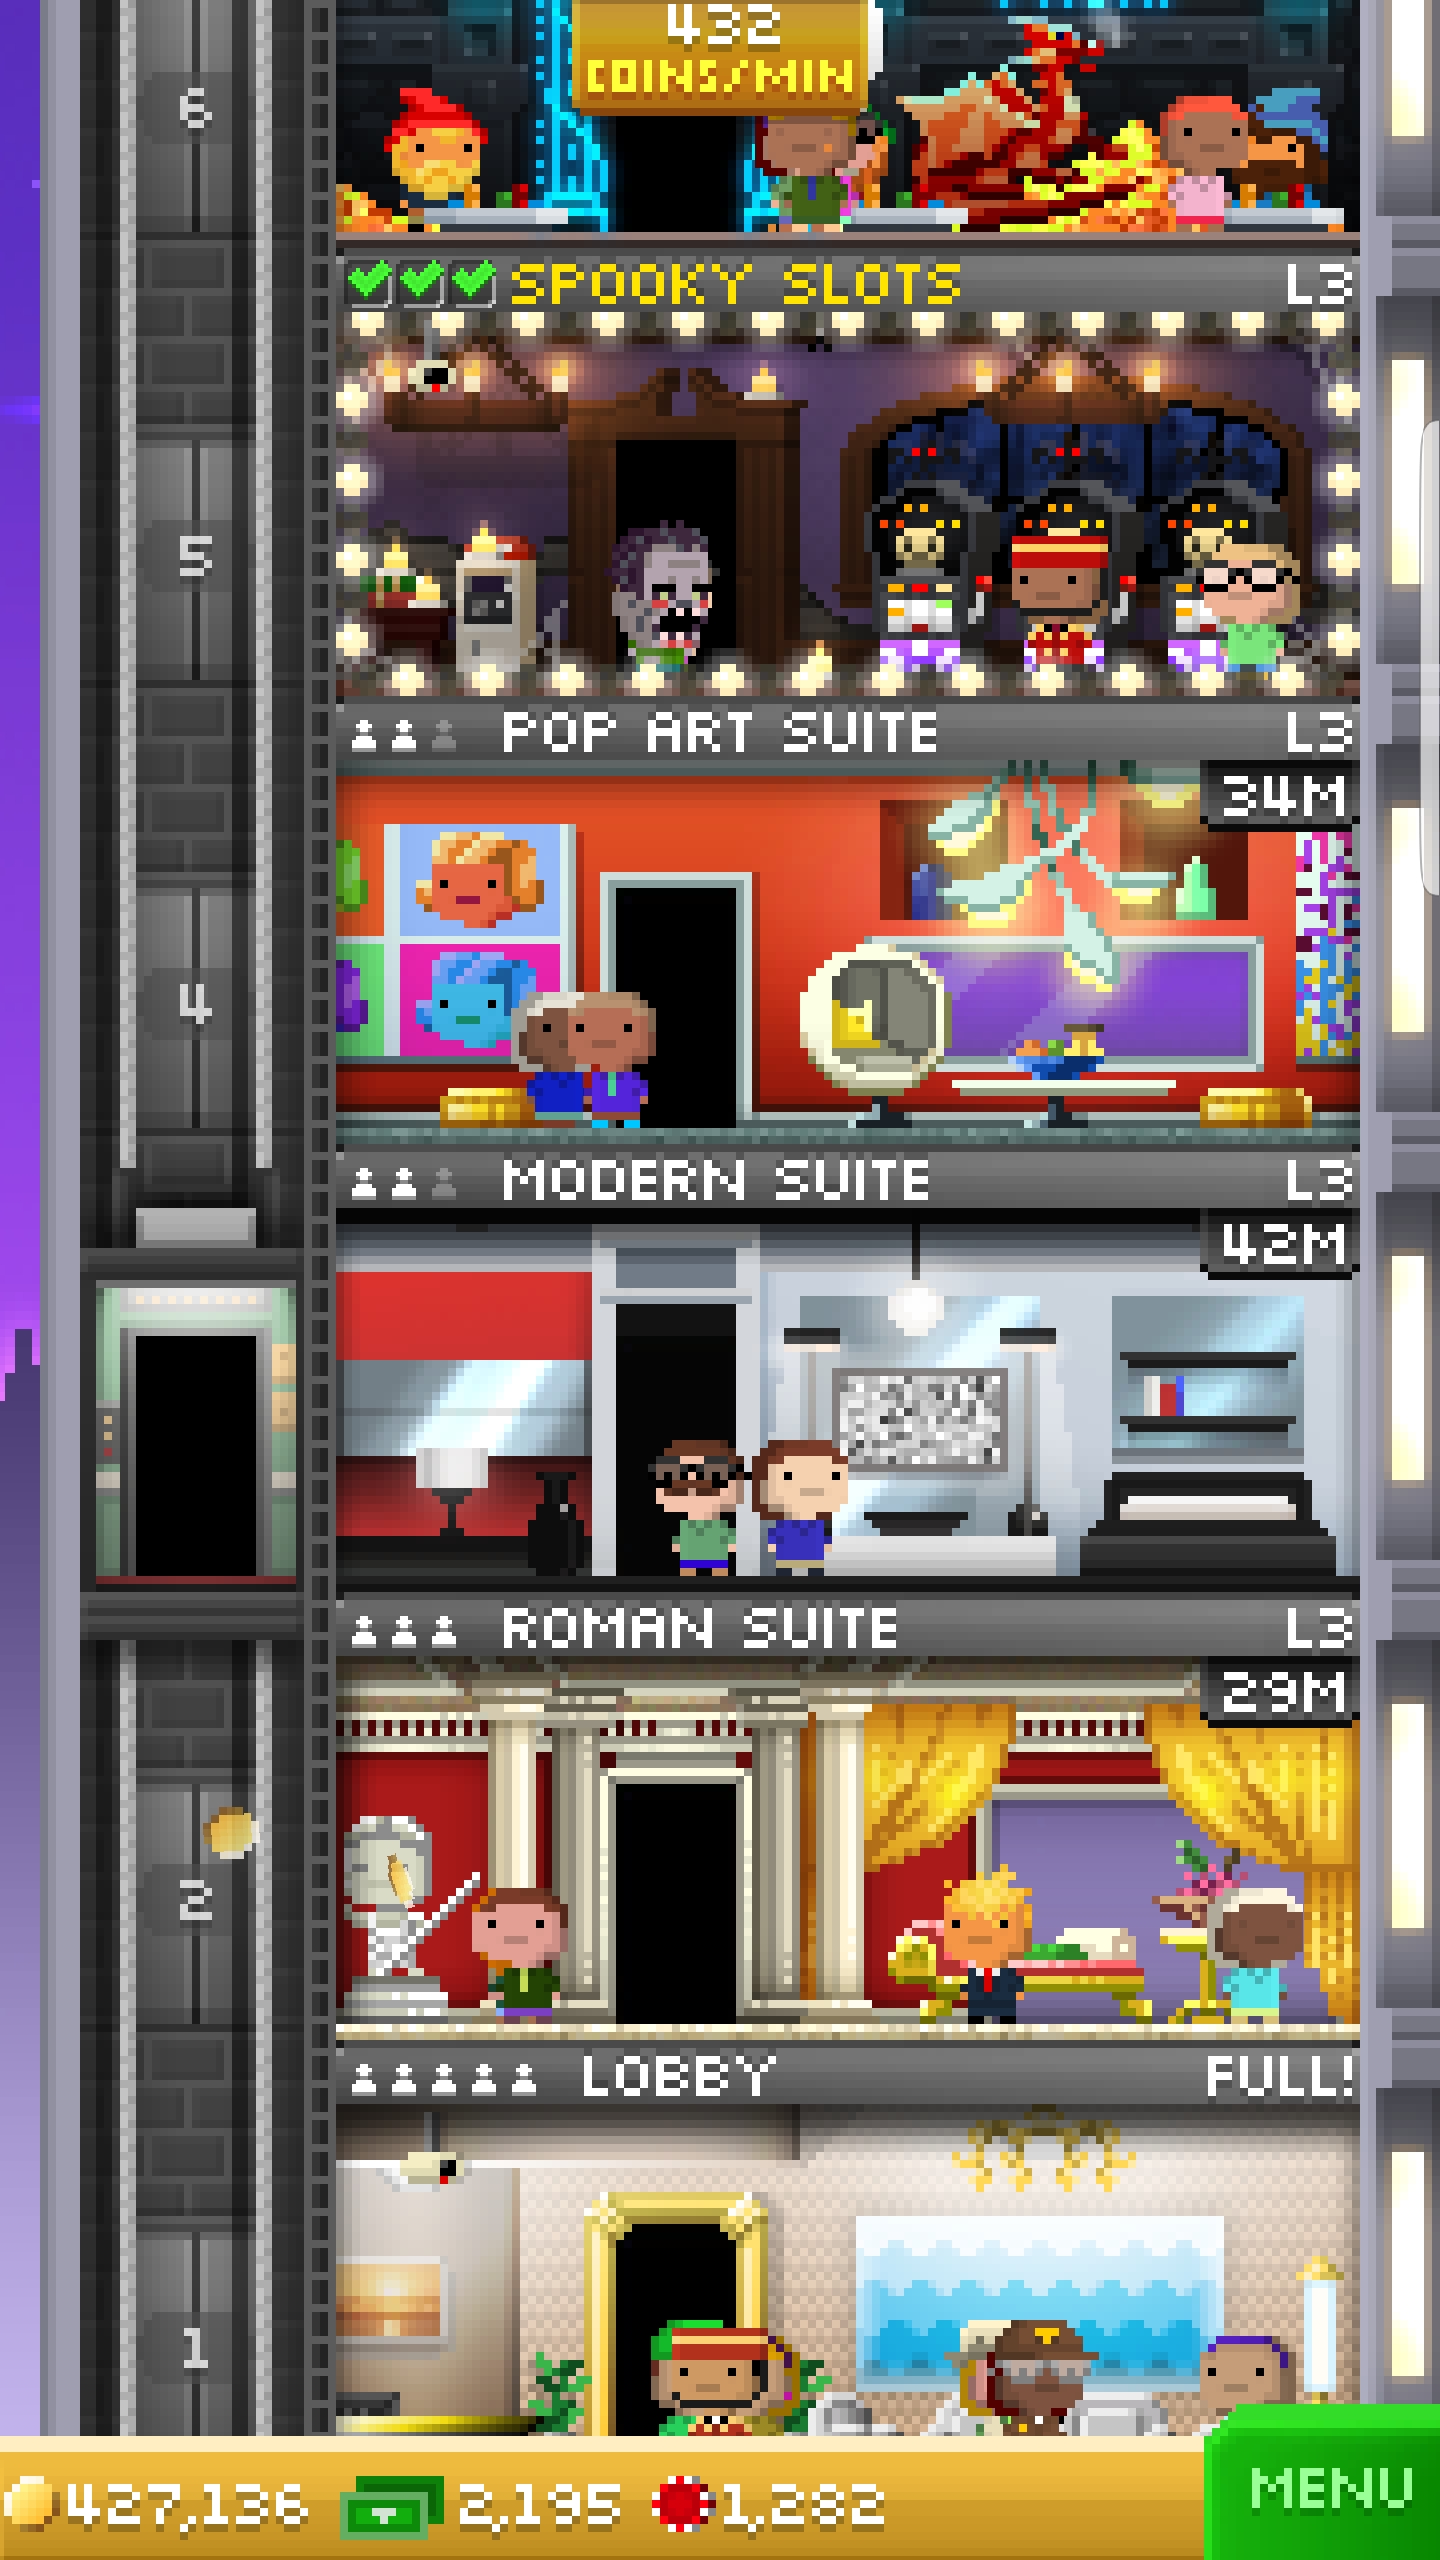 432
COINS/MIN
6
SPOOKY SLOTS L3
5
POP ART SUITE L3
34M
4
MODERN SUITE L3
42M
ROMAN SUITE L3
29M
2
LOBBY FULL!
1
427,136 2,195 1,282 MENU